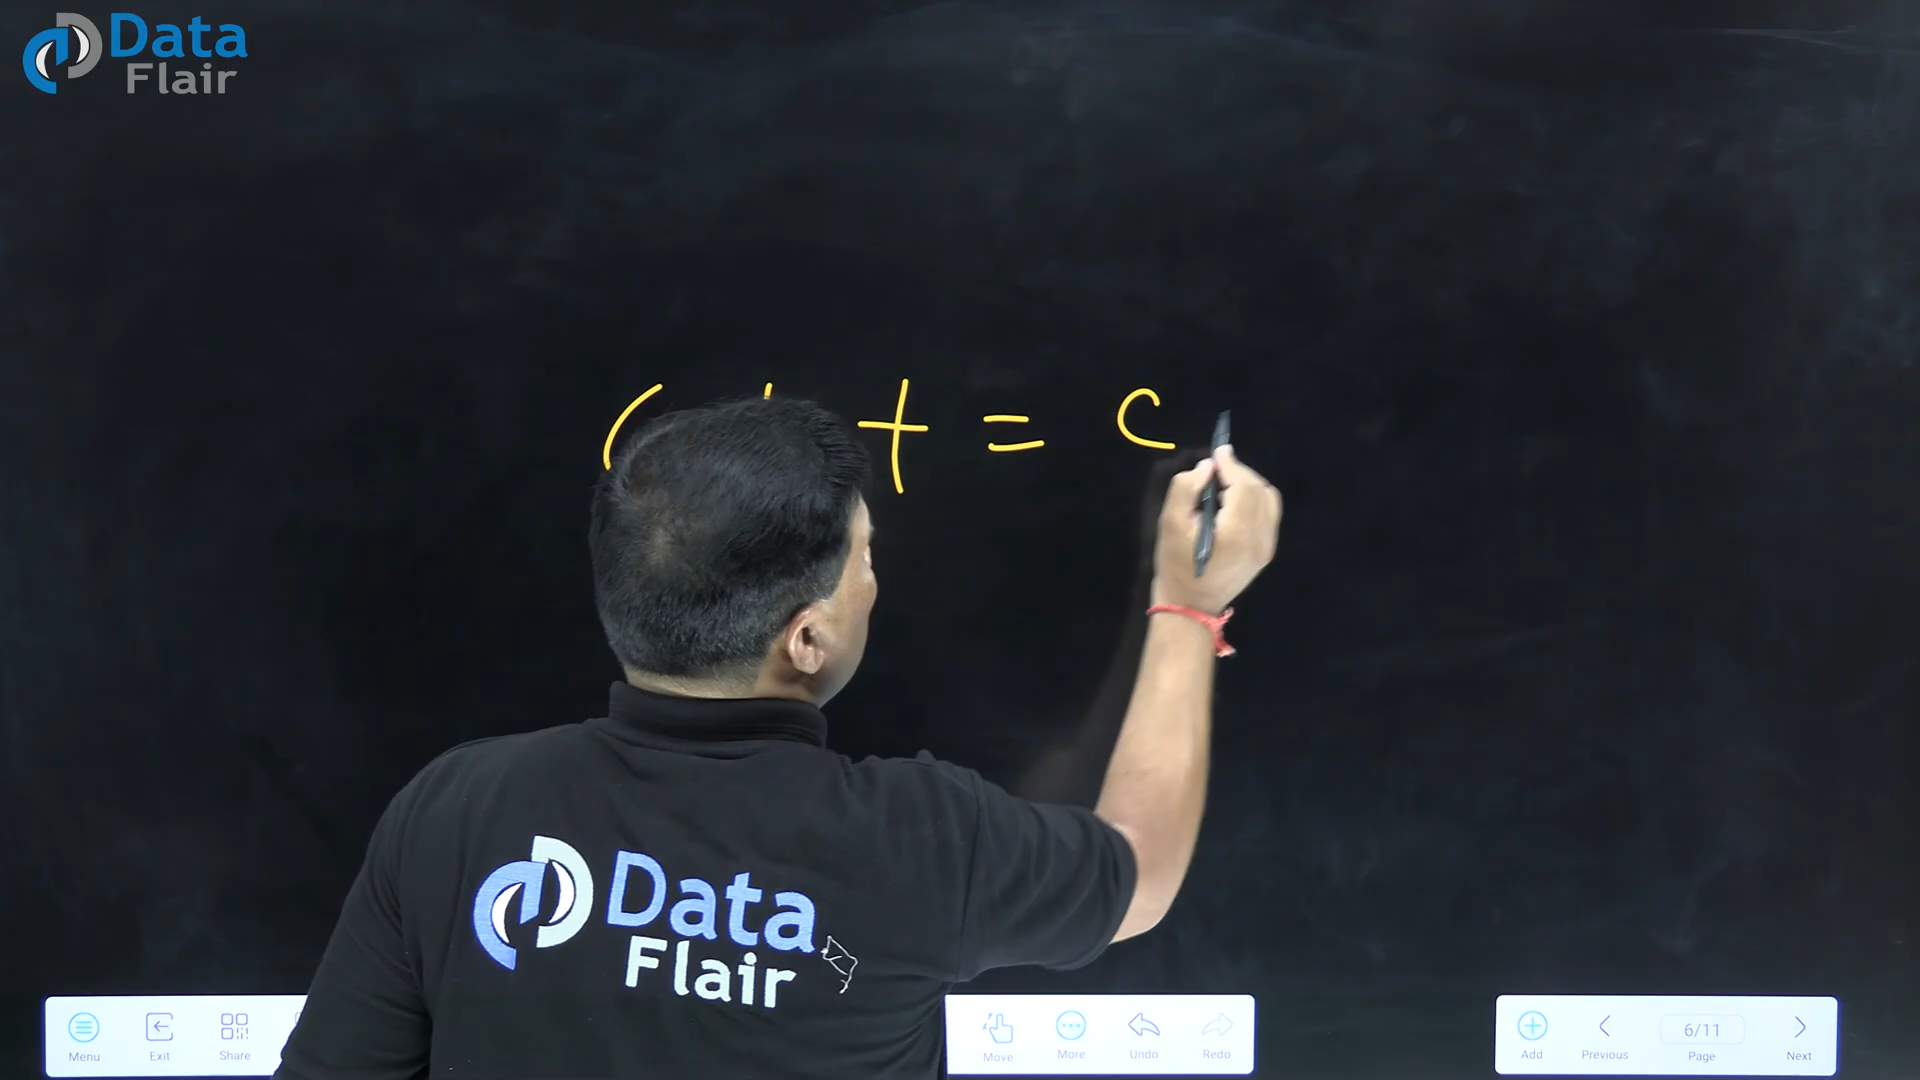 Data
Flair
( + = c
Data
Flair
Menu Exit Share Move More Undo Redo Add Previous 6/11 Page Next